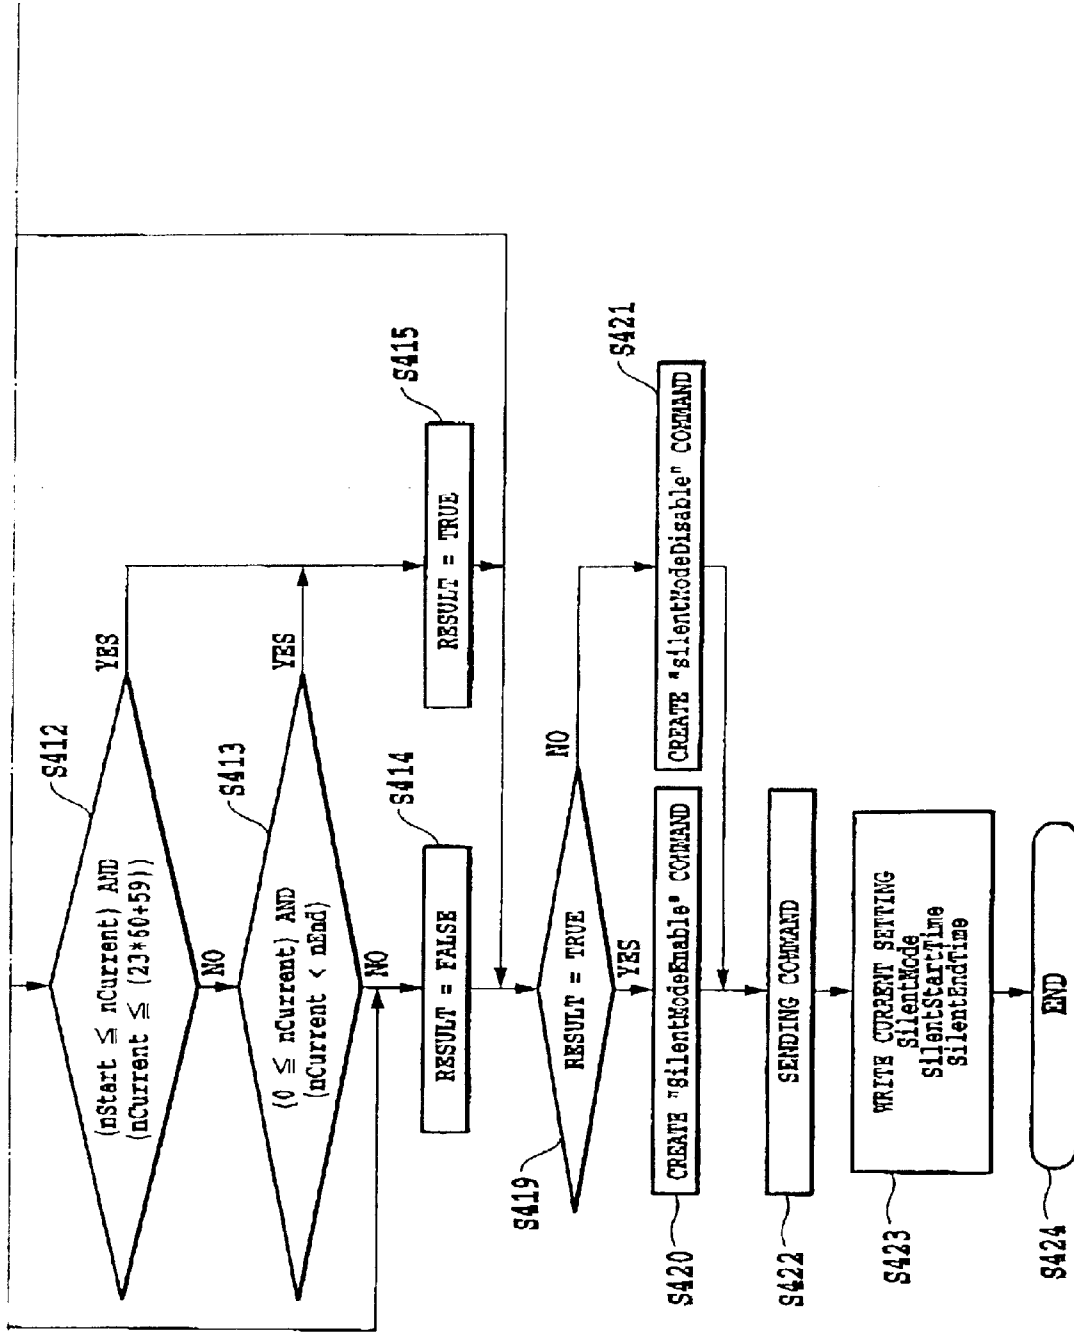 S412
(nStart ≦ nCurrent) AND
(nCurrent ≦ (23*60+59))
YES
NO
S413
(0 ≦ nCurrent) AND
(nCurrent < nEnd)
YES
NO
S414
RESULT = FALSE
S415
RESULT = TRUE
S419
RESULT = TRUE
NO
YES
S420
CREATE "SilentModeEnable" COMMAND
S421
CREATE "silentModeDisable" COMMAND
S422
SENDING COMMAND
S423
WRITE CURRENT SETTING
SilentMode
SilentStartTime
SilentEndTime
S424
END